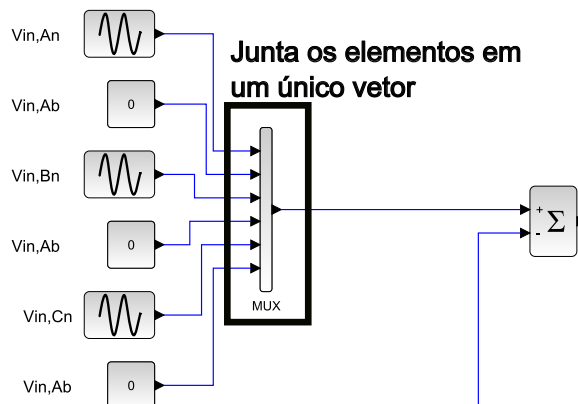 Vin,An
Junta os elementos em
um único vetor
Vin,Ab
0
Vin,Bn
+
-
Σ
Vin,Ab
0
MUX
Vin,Cn
Vin,Ab
0